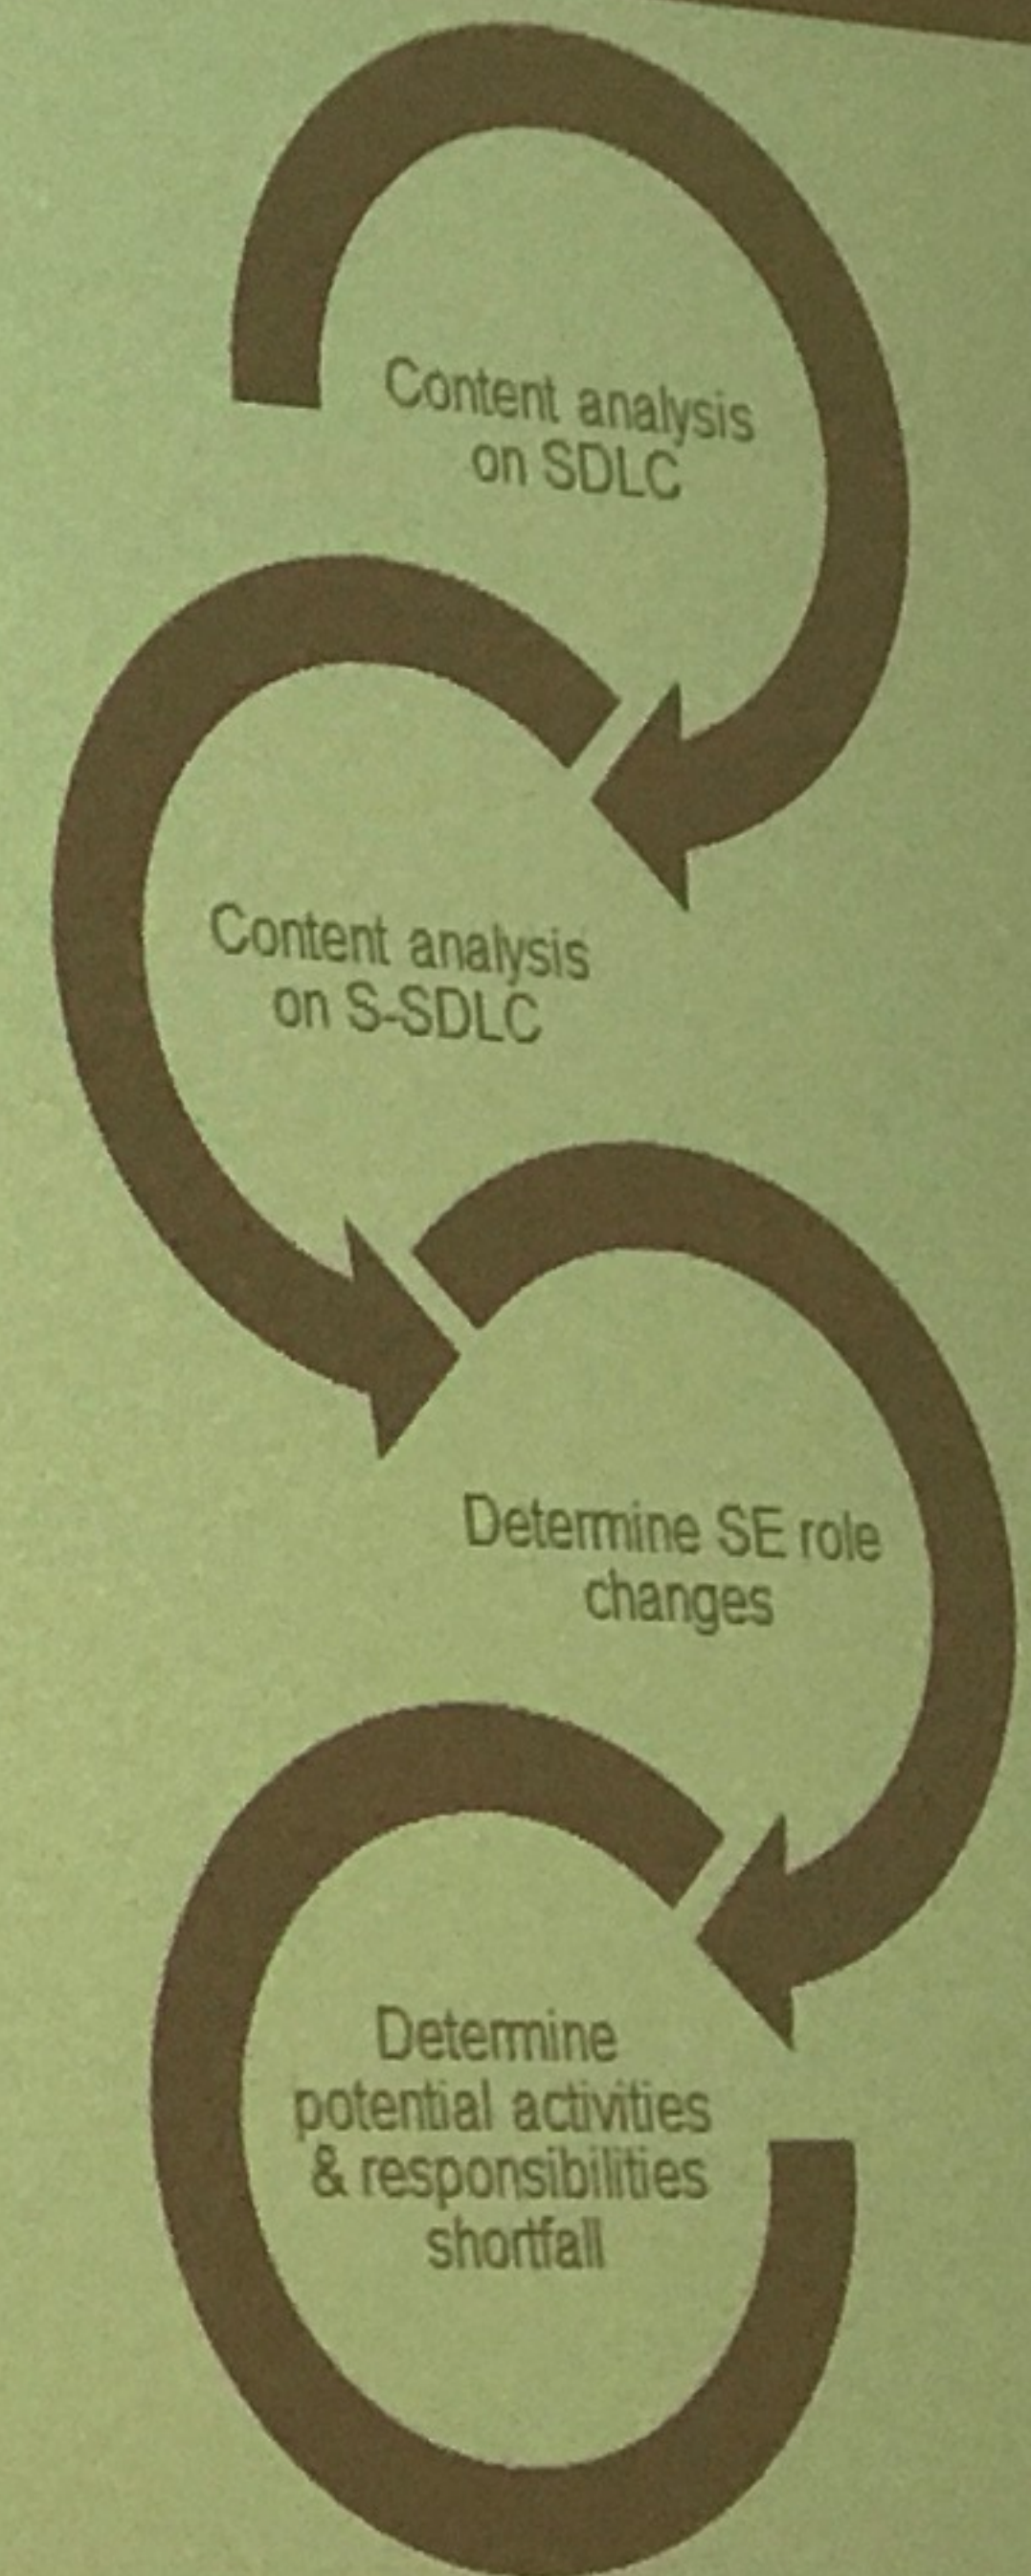 Content analysis
on SDLC
Content analysis
on S-SDLC
Determine SE role
changes
Determine
potential activities
& responsibilities
shortfall